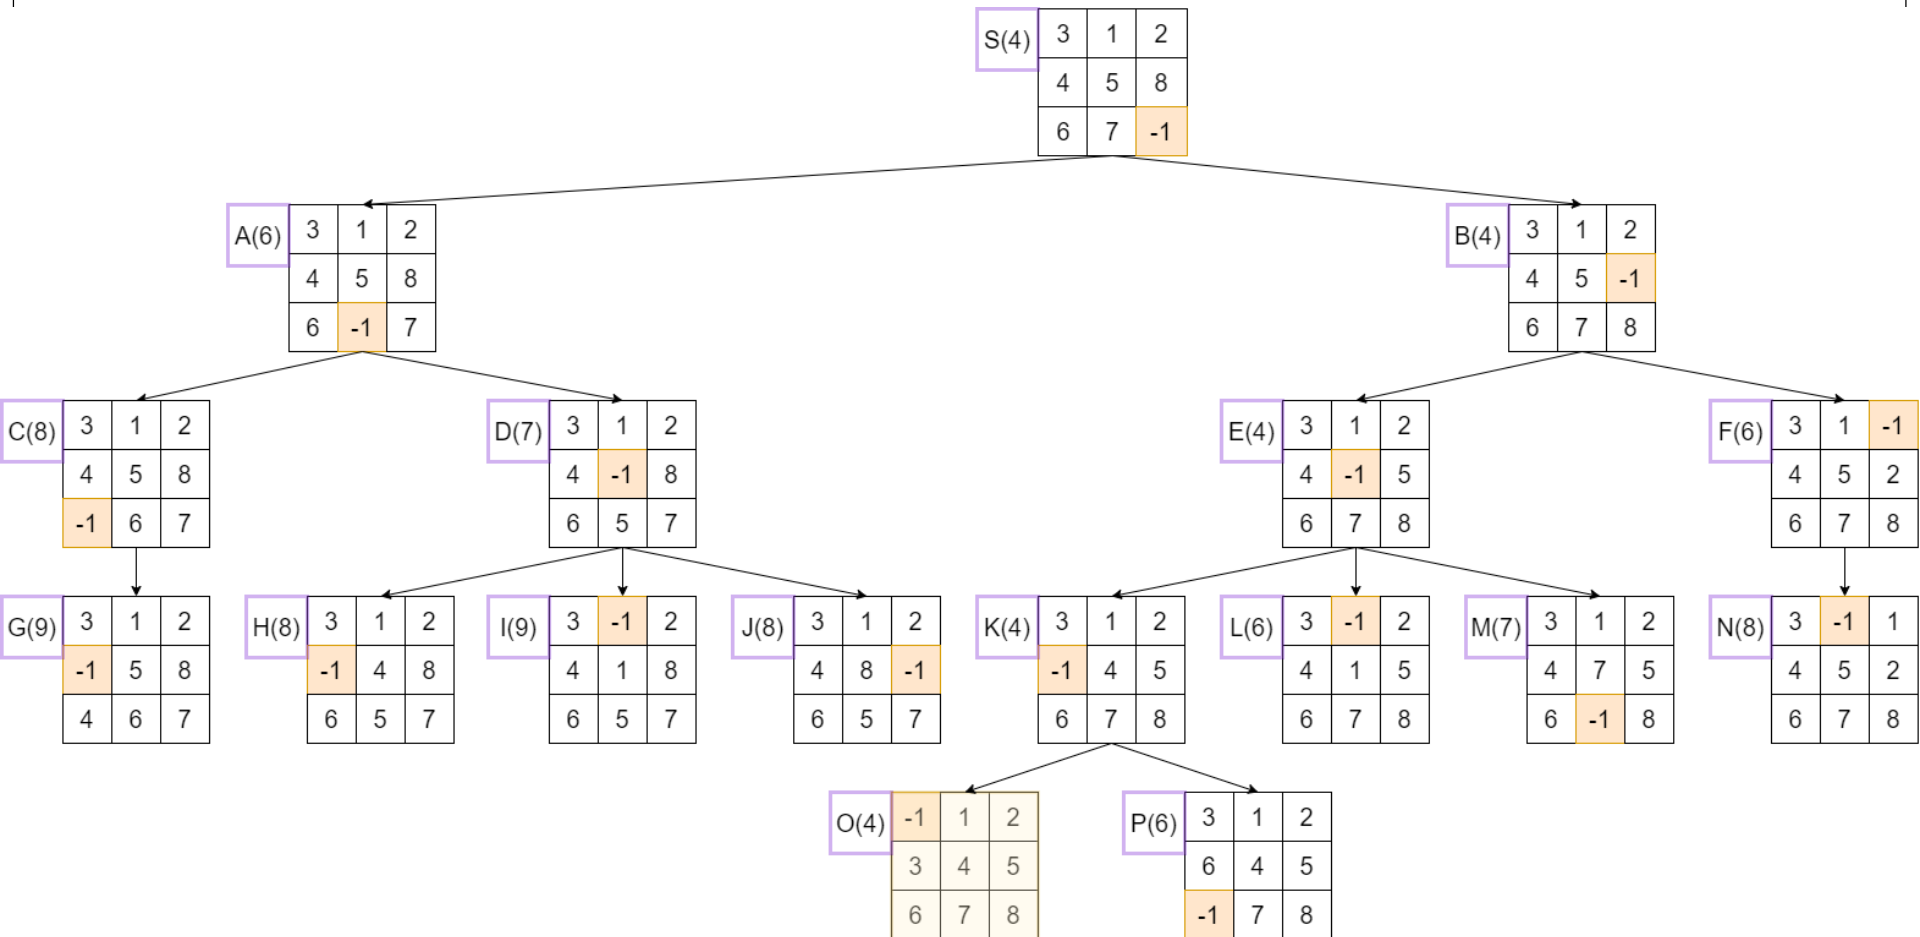 S(4) 3 1 2
4 5 8
6 7 -1
A(6) 3 1 2
4 5 8
6 -1 7
B(4) 3 1 2
4 5 -1
6 7 8
C(8) 3 1 2
4 5 8
-1 6 7
D(7) 3 1 2
4 -1 8
6 5 7
E(4) 3 1 2
4 -1 5
6 7 8
F(6) 3 1 -1
4 5 2
6 7 8
G(9) 3 1 2
-1 5 8
4 6 7
H(8) 3 1 2
-1 4 8
6 5 7
I(9) 3 -1 2
4 1 8
6 5 7
J(8) 3 1 2
4 8 -1
6 5 7
K(4) 3 1 2
-1 4 5
6 7 8
L(6) 3 -1 2
4 1 5
6 7 8
M(7) 3 1 2
4 7 5
6 -1 8
N(8) 3 -1 1
4 5 2
6 7 8
O(4) -1 1 2
3 4 5
6 7 8
P(6) 3 1 2
6 4 5
-1 7 8